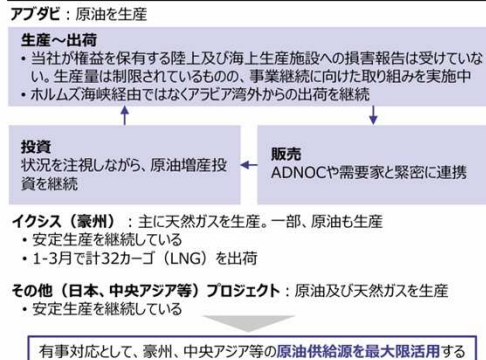 アブダビ：原油を生産
生産～出荷
・当社が権益を保有する陸上及び海上生産施設への損害報告は受けていな
い。生産量は制限されているものの、事業継続に向けた取り組みを実施中
・ホルムズ海峡経由ではなくアラビア湾外からの出荷を継続
投資
状況を注視しながら、原油増産投
資を継続
販売
ADNOCや需要家と緊密に連携
イクシス（豪州）：主に天然ガスを生産。一部、原油も生産
・安定生産を継続している
・1-3月で計32カーゴ（LNG）を出荷
その他（日本、中央アジア等）プロジェクト：原油及び天然ガスを生産
・安定生産を継続している
有事対応として、豪州、中央アジア等の原油供給源を最大限活用する